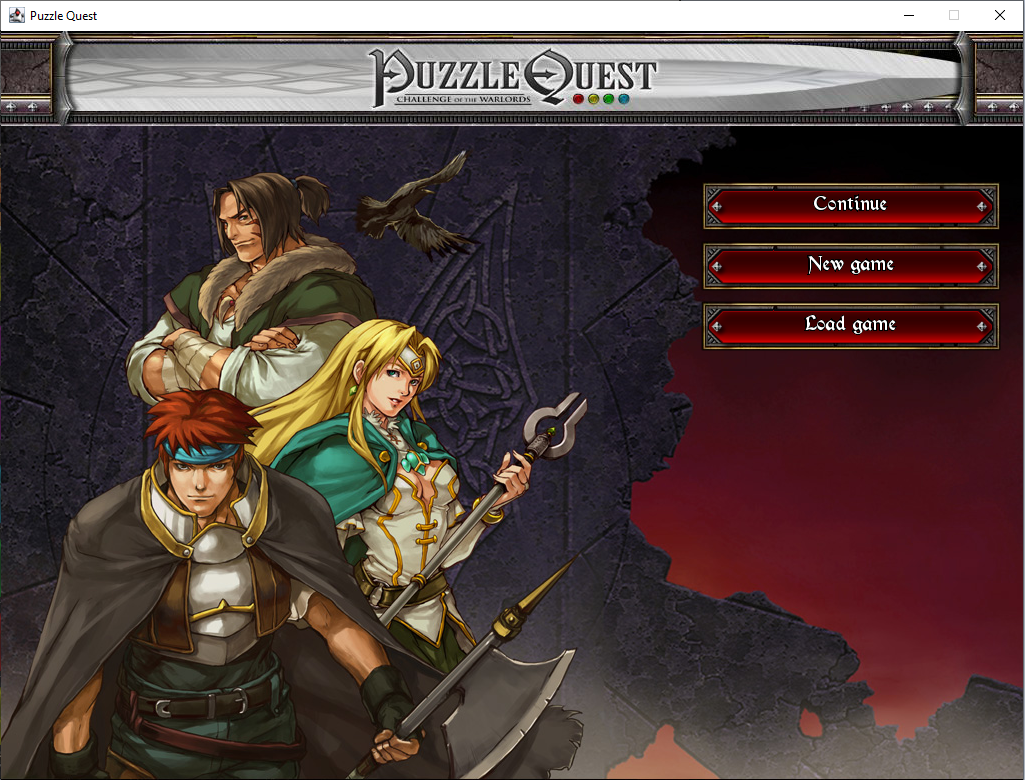 Puzzle Quest
PUZZLE QUEST
CHALLENGE OF THE WARLORDS
Continue
New game
Load game